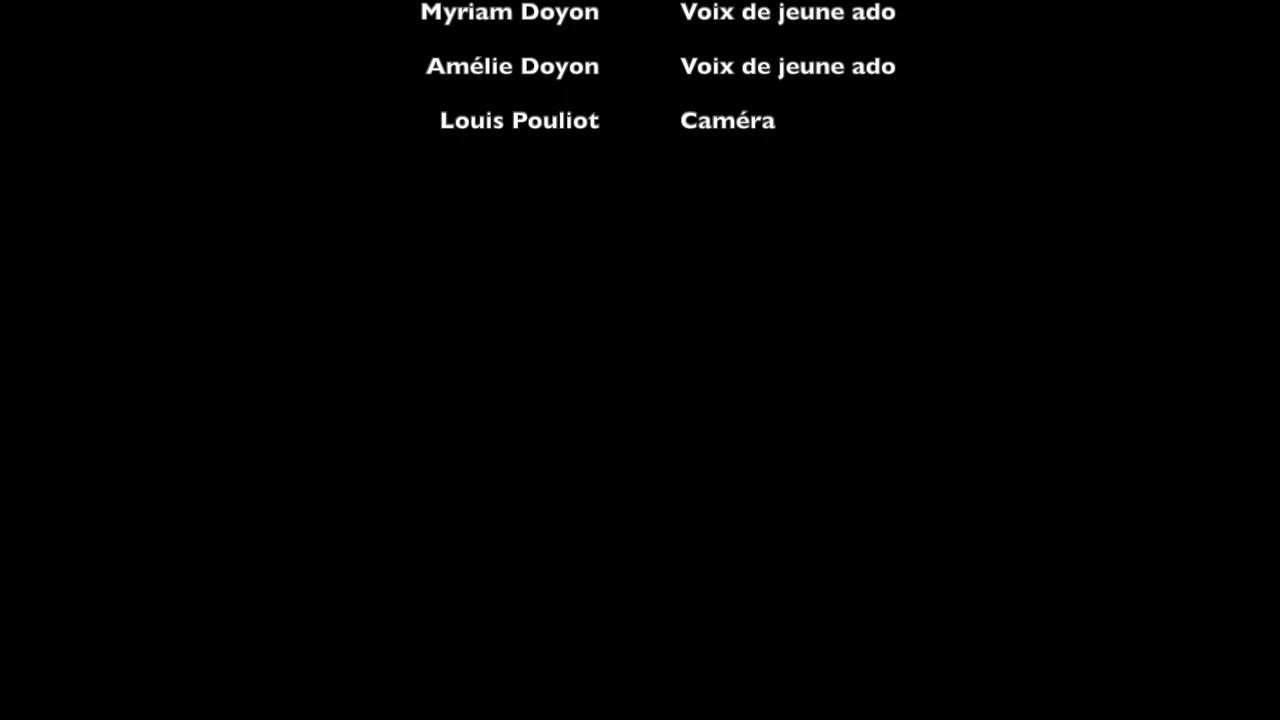 Myriam Doyon Voix de jeune ado
Amélie Doyon Voix de jeune ado
Louis Pouliot Caméra